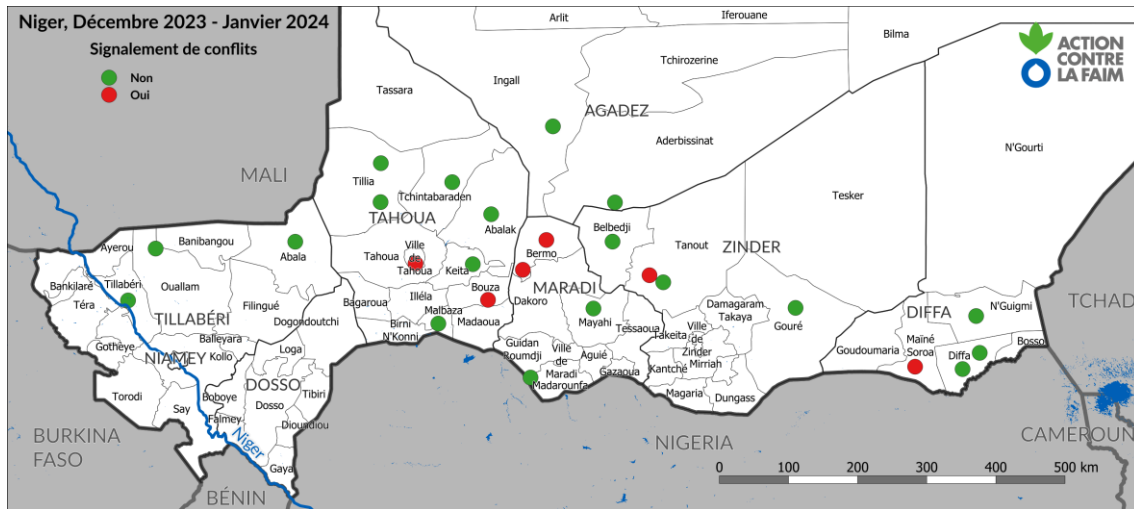 Niger, Décembre 2023 - Janvier 2024
Signalement de conflits
Non
Oui
ACTION
CONTRE
LA FAIM
Arlit
Iferouane
Bilma
Tchirozerine
Ingall
Tassara
AGADEZ
Aderbissinat
N'Gourti
MALI
Tillia
Tchintabaraden
Tesker
TAHOUA
Abalak
Belbedji
Ayerou
Banibangou
Abala
Tahoua
Ville
de
Tahoua
Keita
Bermo
Tanout
ZINDER
Bankilaré
Tillabéri
Ouallam
Téra
Filingué
Bagaroua
Illéla
Bouza
Malbaza
Dakoro
MARADI
Mayahi
Damagaram
Takaya
Gouré
DIFFA
N'Guigmi
TCHAD
TILLABÉRI
Dogondoutchi
Birni
N'Konni
Madaoua
Tessaoua
Takeita
Ville
de
Zinder
Mirriah
Goudoumaria
Maïné
Soroa
Diffa
Bosso
Gotheye
NIAMEY
Balleyara
Kollo
Loga
Guidan
Roumdji
Ville
de
Maradi
Madarounfa
Aguié
Gazaoua
Kantché
Magaria
Dungass
Torodi
Say
Boboye
DOSSO
Tibiri
Dosso
Falmey
Dioundiou
Gaya
Niger
BURKINA
FASO
BÉNIN
NIGERIA
CAMEROUN
0 100 200 300 400 500 km